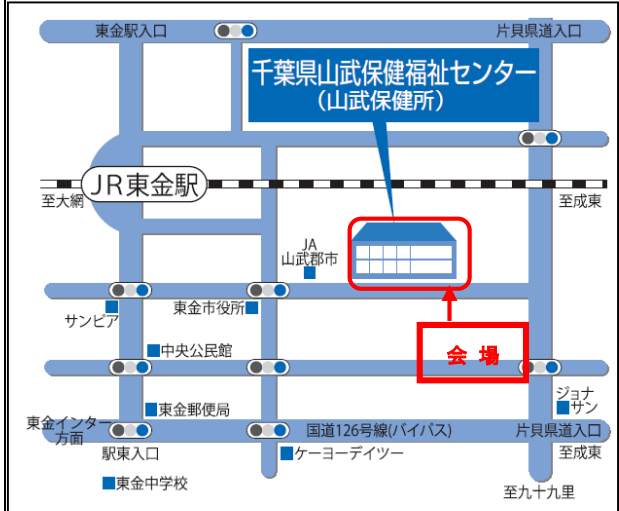 東金駅入口
片貝県道入口
千葉県山武保健福祉センター
(山武保健所)
JR東金駅
至大網
至成東
JA
山武郡市
サンピア
東金市役所
会 場
中央公民館
ジョナ
サン
東金郵便局
東金インター
方面
国道126号線(バイパス)
片貝県道入口
駅東入口
ケーヨーデイツー
至成東
東金中学校
至九十九里